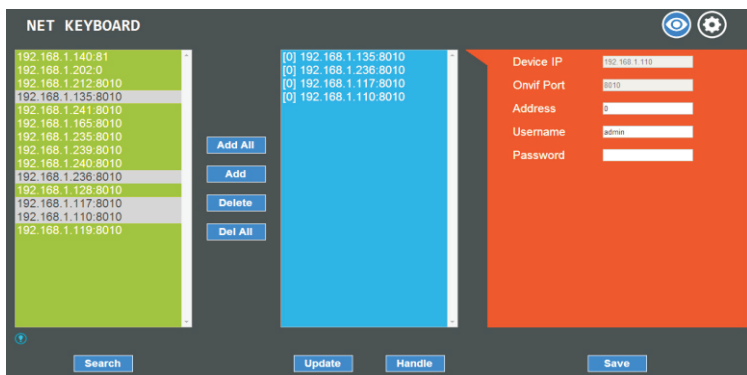 NET KEYBOARD
192.168.1.140:81
192.168.1.202:0
192.168.1.212:8010
192.168.1.135:8010
192.168.1.241:8010
192.168.1.165:8010
192.168.1.235:8010
192.168.1.239:8010
192.168.1.240:8010
192.168.1.236:8010
192.168.1.128:8010
192.168.1.117:8010
192.168.1.110:8010
192.168.1.119:8010
Add All
Add
Delete
Del All
[0] 192.168.1.135:8010
[0] 192.168.1.236:8010
[0] 192.168.1.117:8010
[0] 192.168.1.110:8010
Device IP 192.168.1.110
Onvif Port 8010
Address 0
Username admin
Password
Search
Update
Handle
Save